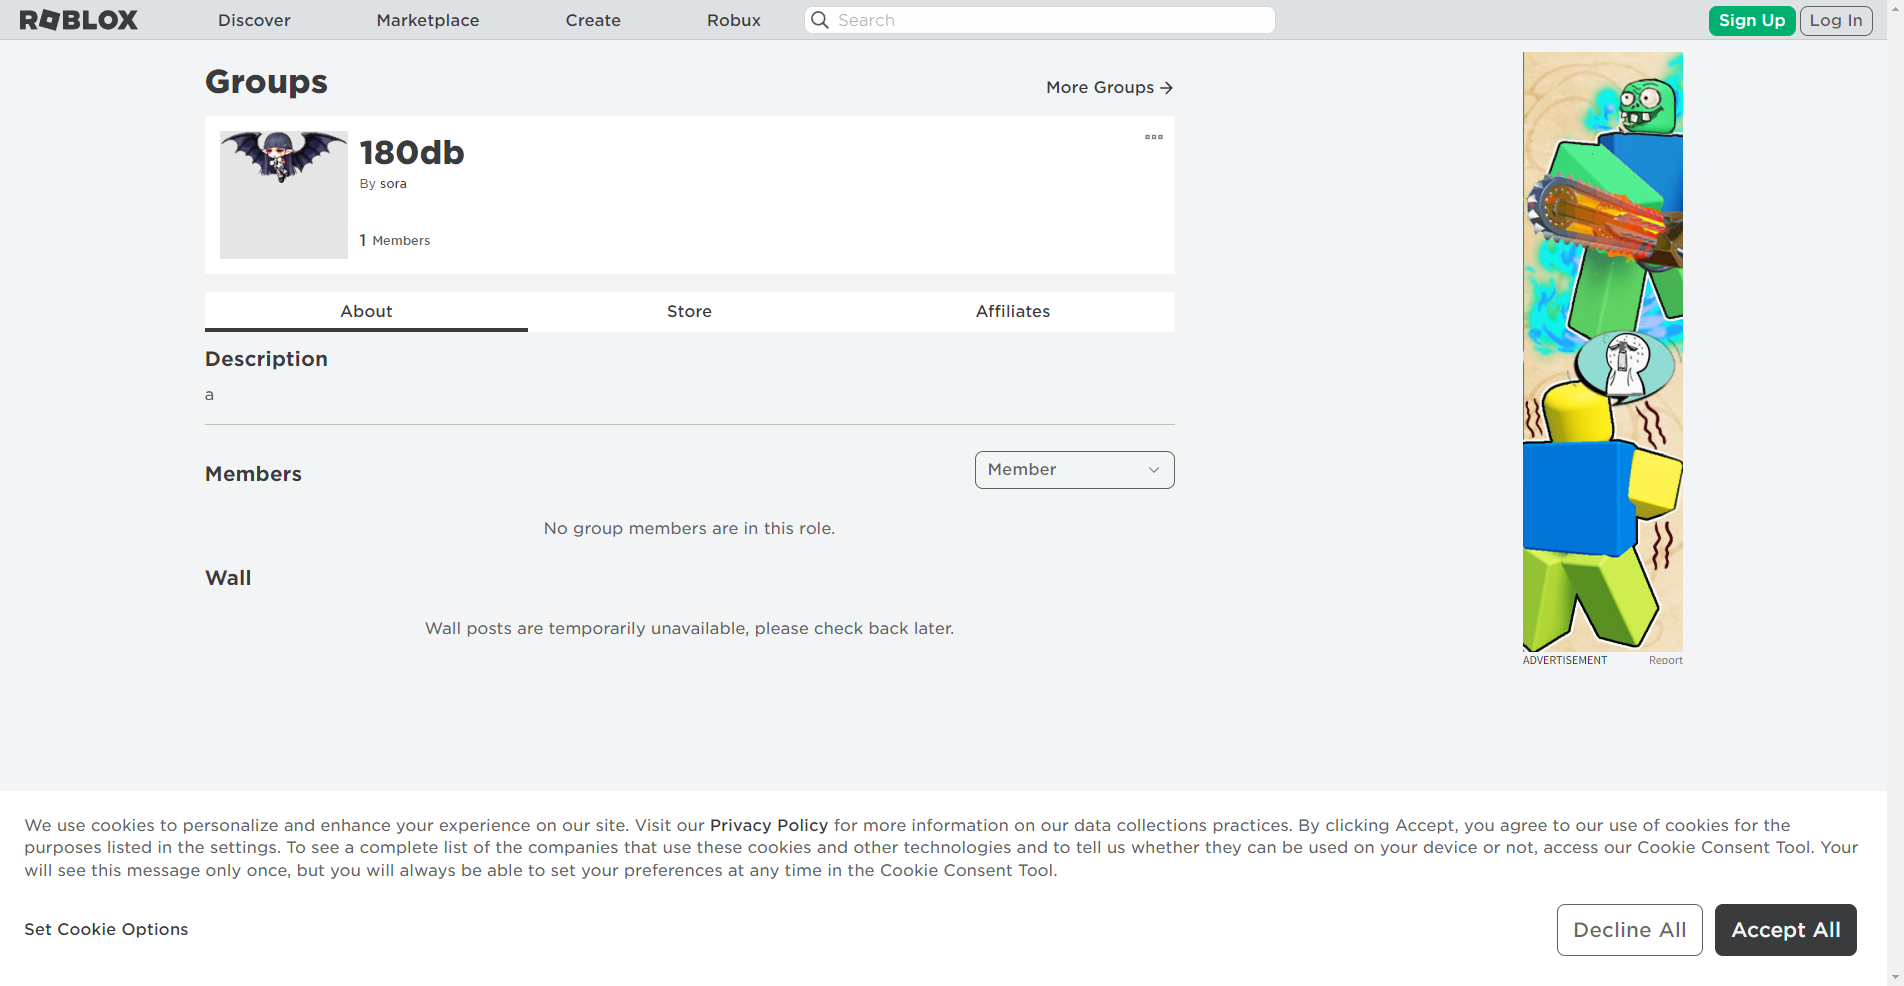 ROBLOX
Discover
Marketplace
Create
Robux
Search
Sign Up
Log In
Groups
More Groups
180db
By sora
1 Members
About
Store
Affiliates
Description
a
Members
Member
No group members are in this role.
Wall
Wall posts are temporarily unavailable, please check back later.
ADVERTISEMENT
Report
We use cookies to personalize and enhance your experience on our site. Visit our Privacy Policy for more information on our data collections practices. By clicking Accept, you agree to our use of cookies for the
purposes listed in the settings. To see a complete list of the companies that use these cookies and other technologies and to tell us whether they can be used on your device or not, access our Cookie Consent Tool. Your
will see this message only once, but you will always be able to set your preferences at any time in the Cookie Consent Tool.
Set Cookie Options
Decline All
Accept All